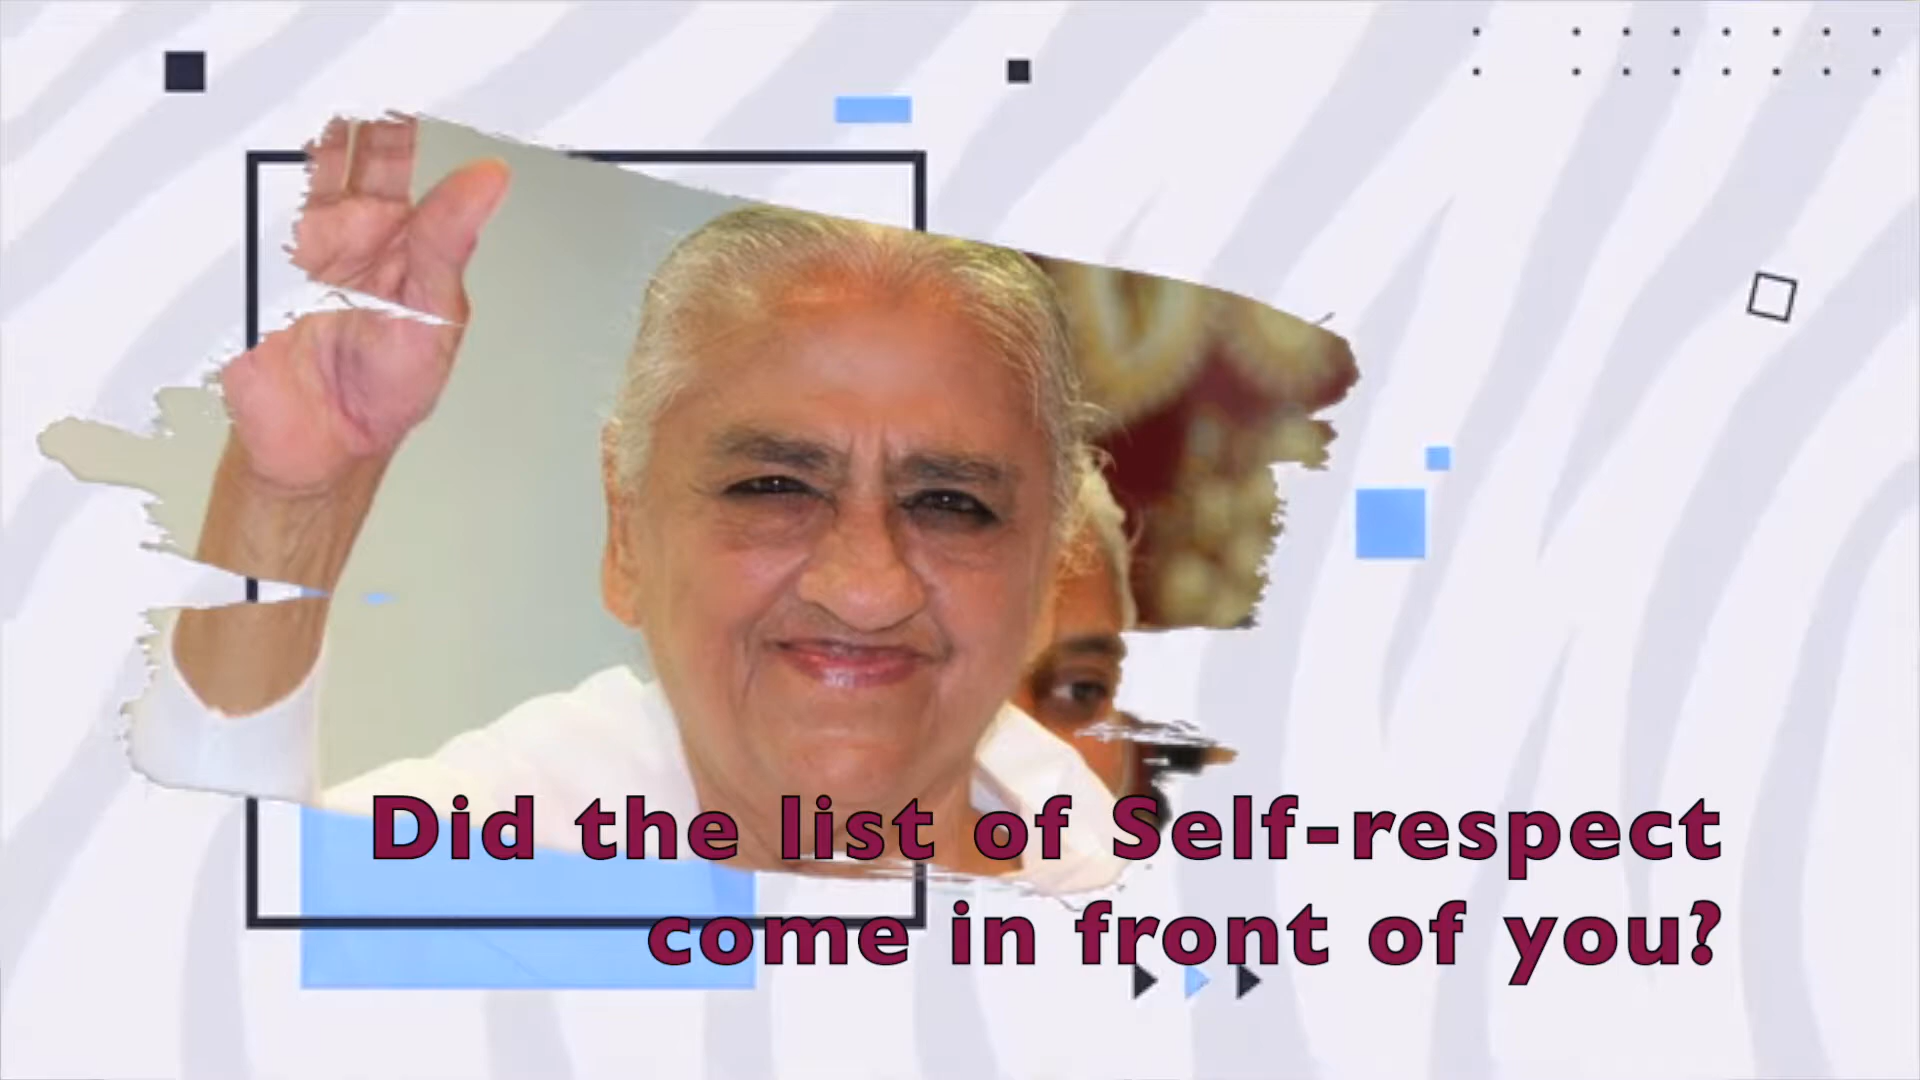 Did the list of Self-respect
come in front of you?